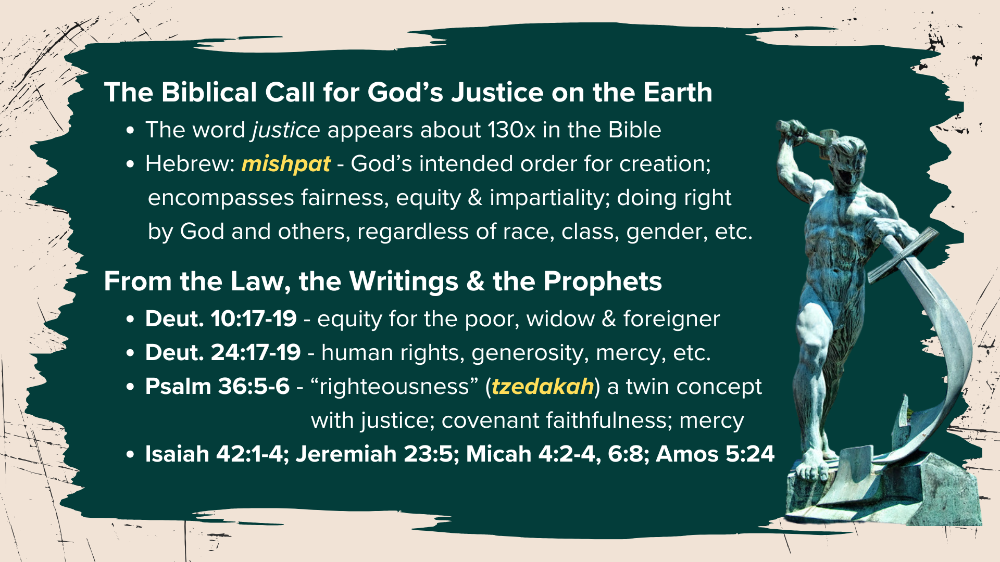 The Biblical Call for God’s Justice on the Earth
• The word justice appears about 130x in the Bible
• Hebrew: mishpat - God’s intended order for creation;
encompasses fairness, equity & impartiality; doing right
by God and others, regardless of race, class, gender, etc.
From the Law, the Writings & the Prophets
• Deut. 10:17-19 - equity for the poor, widow & foreigner
• Deut. 24:17-19 - human rights, generosity, mercy, etc.
• Psalm 36:5-6 - “righteousness” (tzedakah) a twin concept
with justice; covenant faithfulness; mercy
• Isaiah 42:1-4; Jeremiah 23:5; Micah 4:2-4, 6:8; Amos 5:24